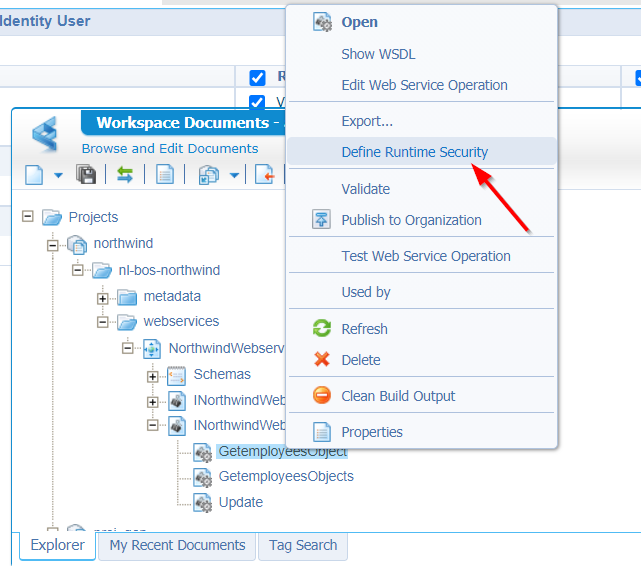 Identity User
R
V
Workspace Documents -
Browse and Edit Documents
Projects
northwind
nl-bos-northwind
metadata
webservices
NorthwindWebserv
Schemas
INorthwindWeb
INorthwindWeb
GetemployeesObject
GetemployeesObjects
Update
Explorer
My Recent Documents
Tag Search
Open
Show WSDL
Edit Web Service Operation
Export...
Define Runtime Security
Validate
Publish to Organization
Test Web Service Operation
Used by
Refresh
Delete
Clean Build Output
Properties